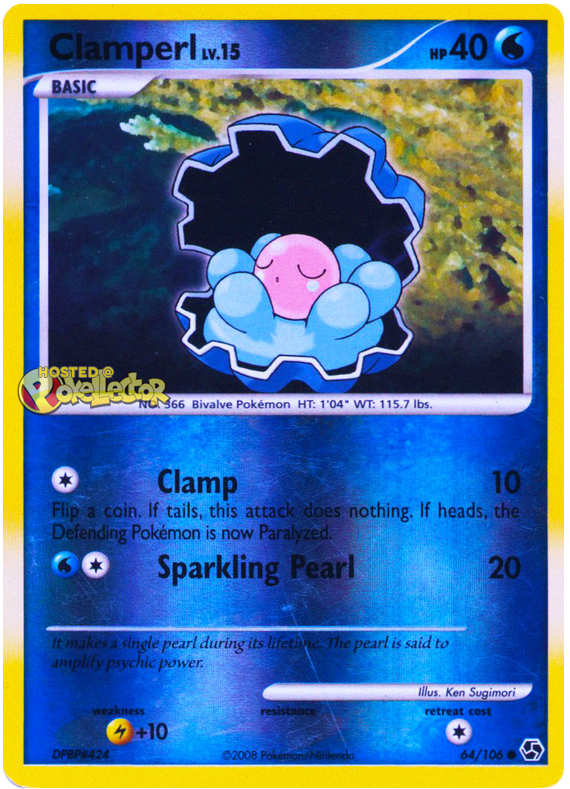 Clamperl LV.15
HP 40
BASIC
HOSTED @
Pokellector
NO. 366 Bivalve Pokémon HT: 1'04" WT: 115.7 lbs.
Clamp 10
Flip a coin. If tails, this attack does nothing. If heads, the
Defending Pokémon is now Paralyzed.
Sparkling Pearl 20
It makes a single pearl during its lifetime. The pearl is said to
amplify psychic power.
Illus. Ken Sugimori
weakness resistance retreat cost
+10
DPBP#424 ©2008 Pokémon/Nintendo 64/106